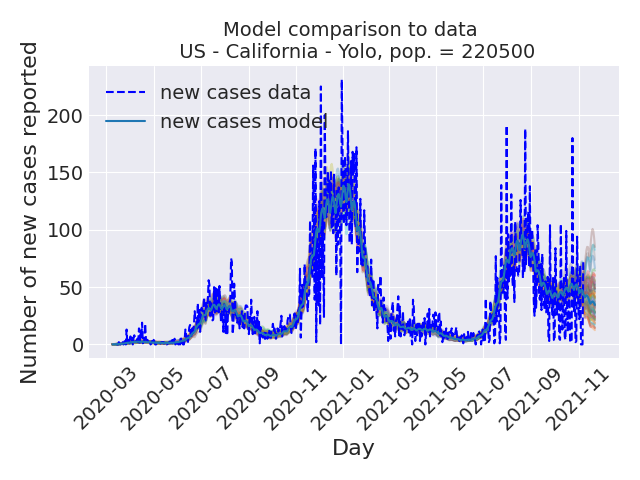 Model comparison to data
US - California - Yolo, pop. = 220500
new cases data
new cases model
Number of new cases reported
200
150
100
50
0
2020-03
2020-05
2020-07
2020-09
2020-11
2021-01
2021-03
2021-05
2021-07
2021-09
2021-11
Day